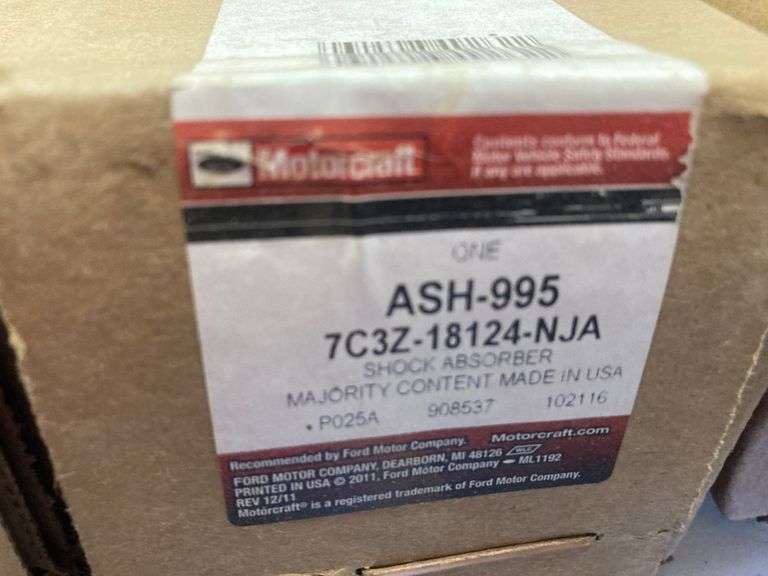 Motorcraft
Contents conform to Federal
Motor Vehicle Safety Standards,
if any are applicable.
ONE
ASH-995
7C3Z-18124-NJA
SHOCK ABSORBER
MAJORITY CONTENT MADE IN USA
. P025A 908537 102116
Recommended by Ford Motor Company. Motorcraft.com
FORD MOTOR COMPANY, DEARBORN, MI 48126 WLC
PRINTED IN USA © 2011, Ford Motor Company ML1192
REV 12/11
Motorcraft® is a registered trademark of Ford Motor Company.